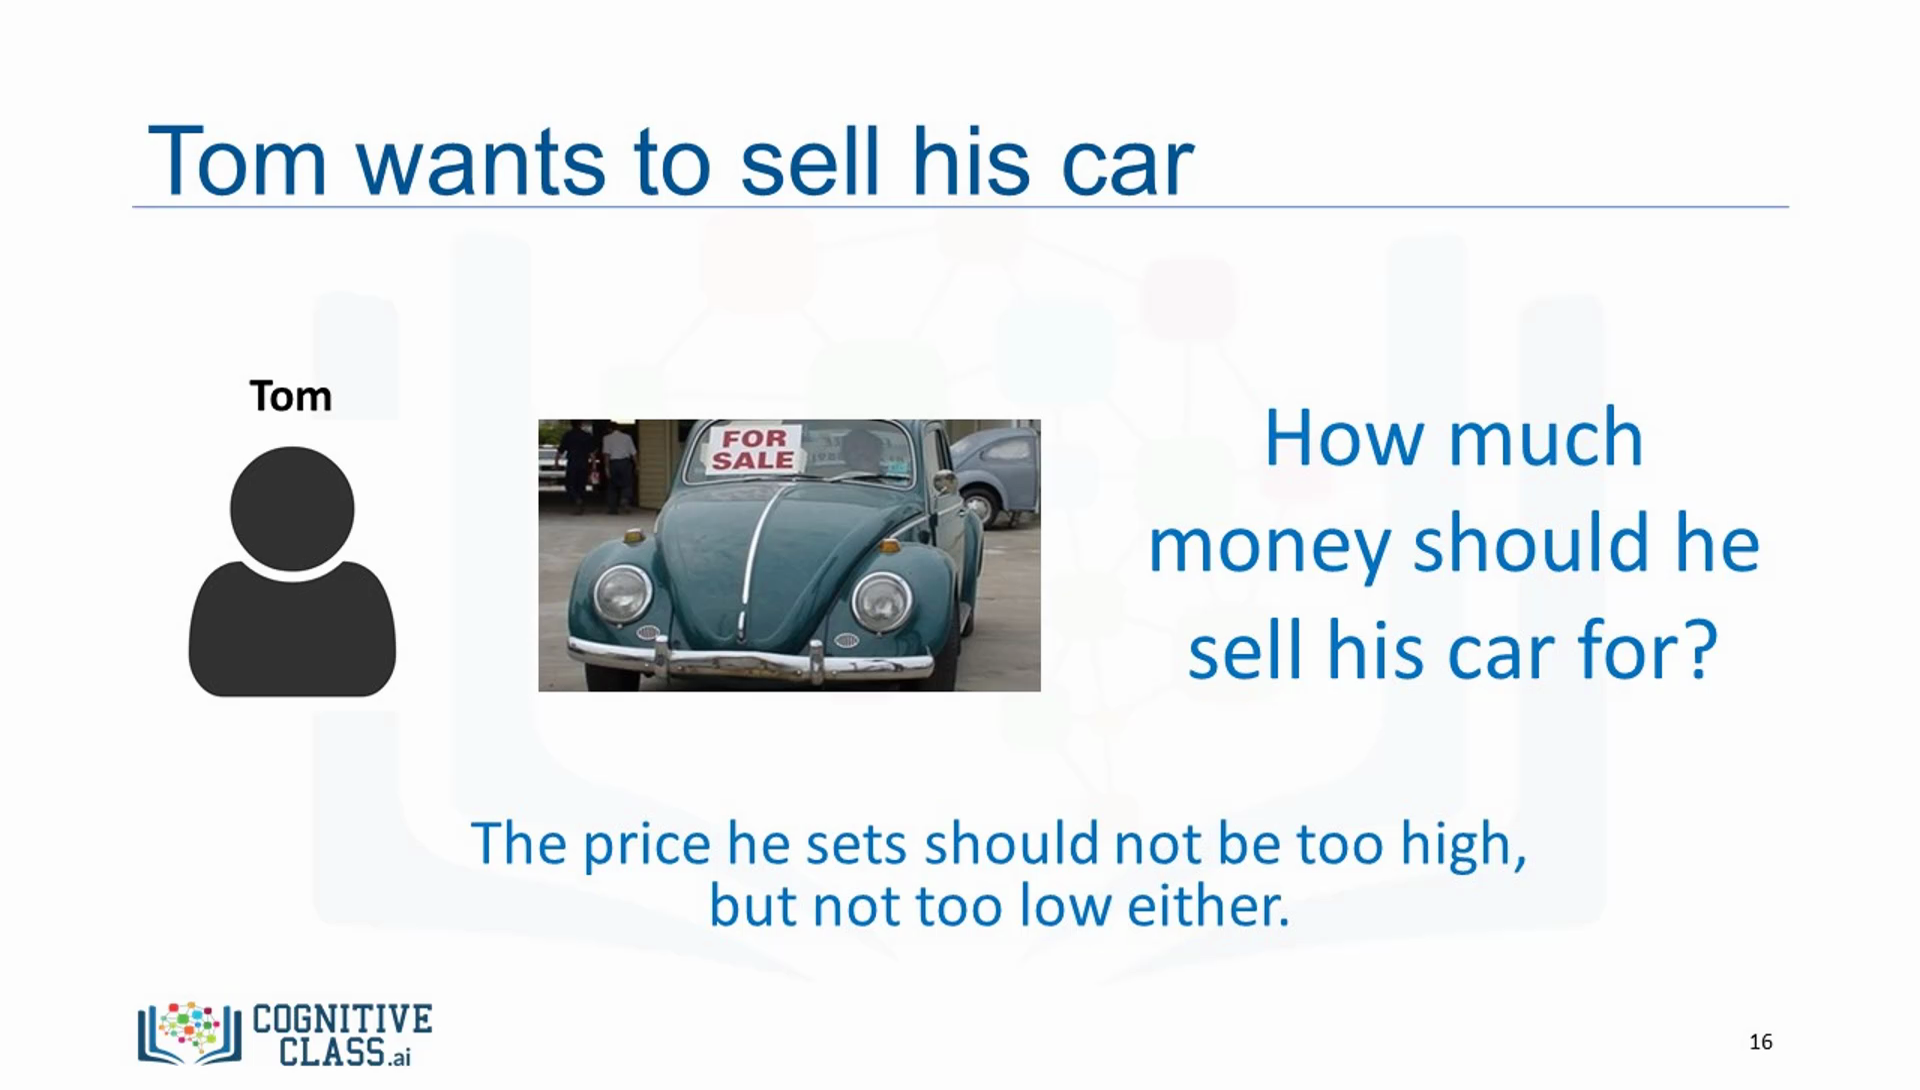 Tom wants to sell his car
Tom
FOR
SALE
How much
money should he
sell his car for?
The price he sets should not be too high,
but not too low either.
COGNITIVE
CLASS.ai
16